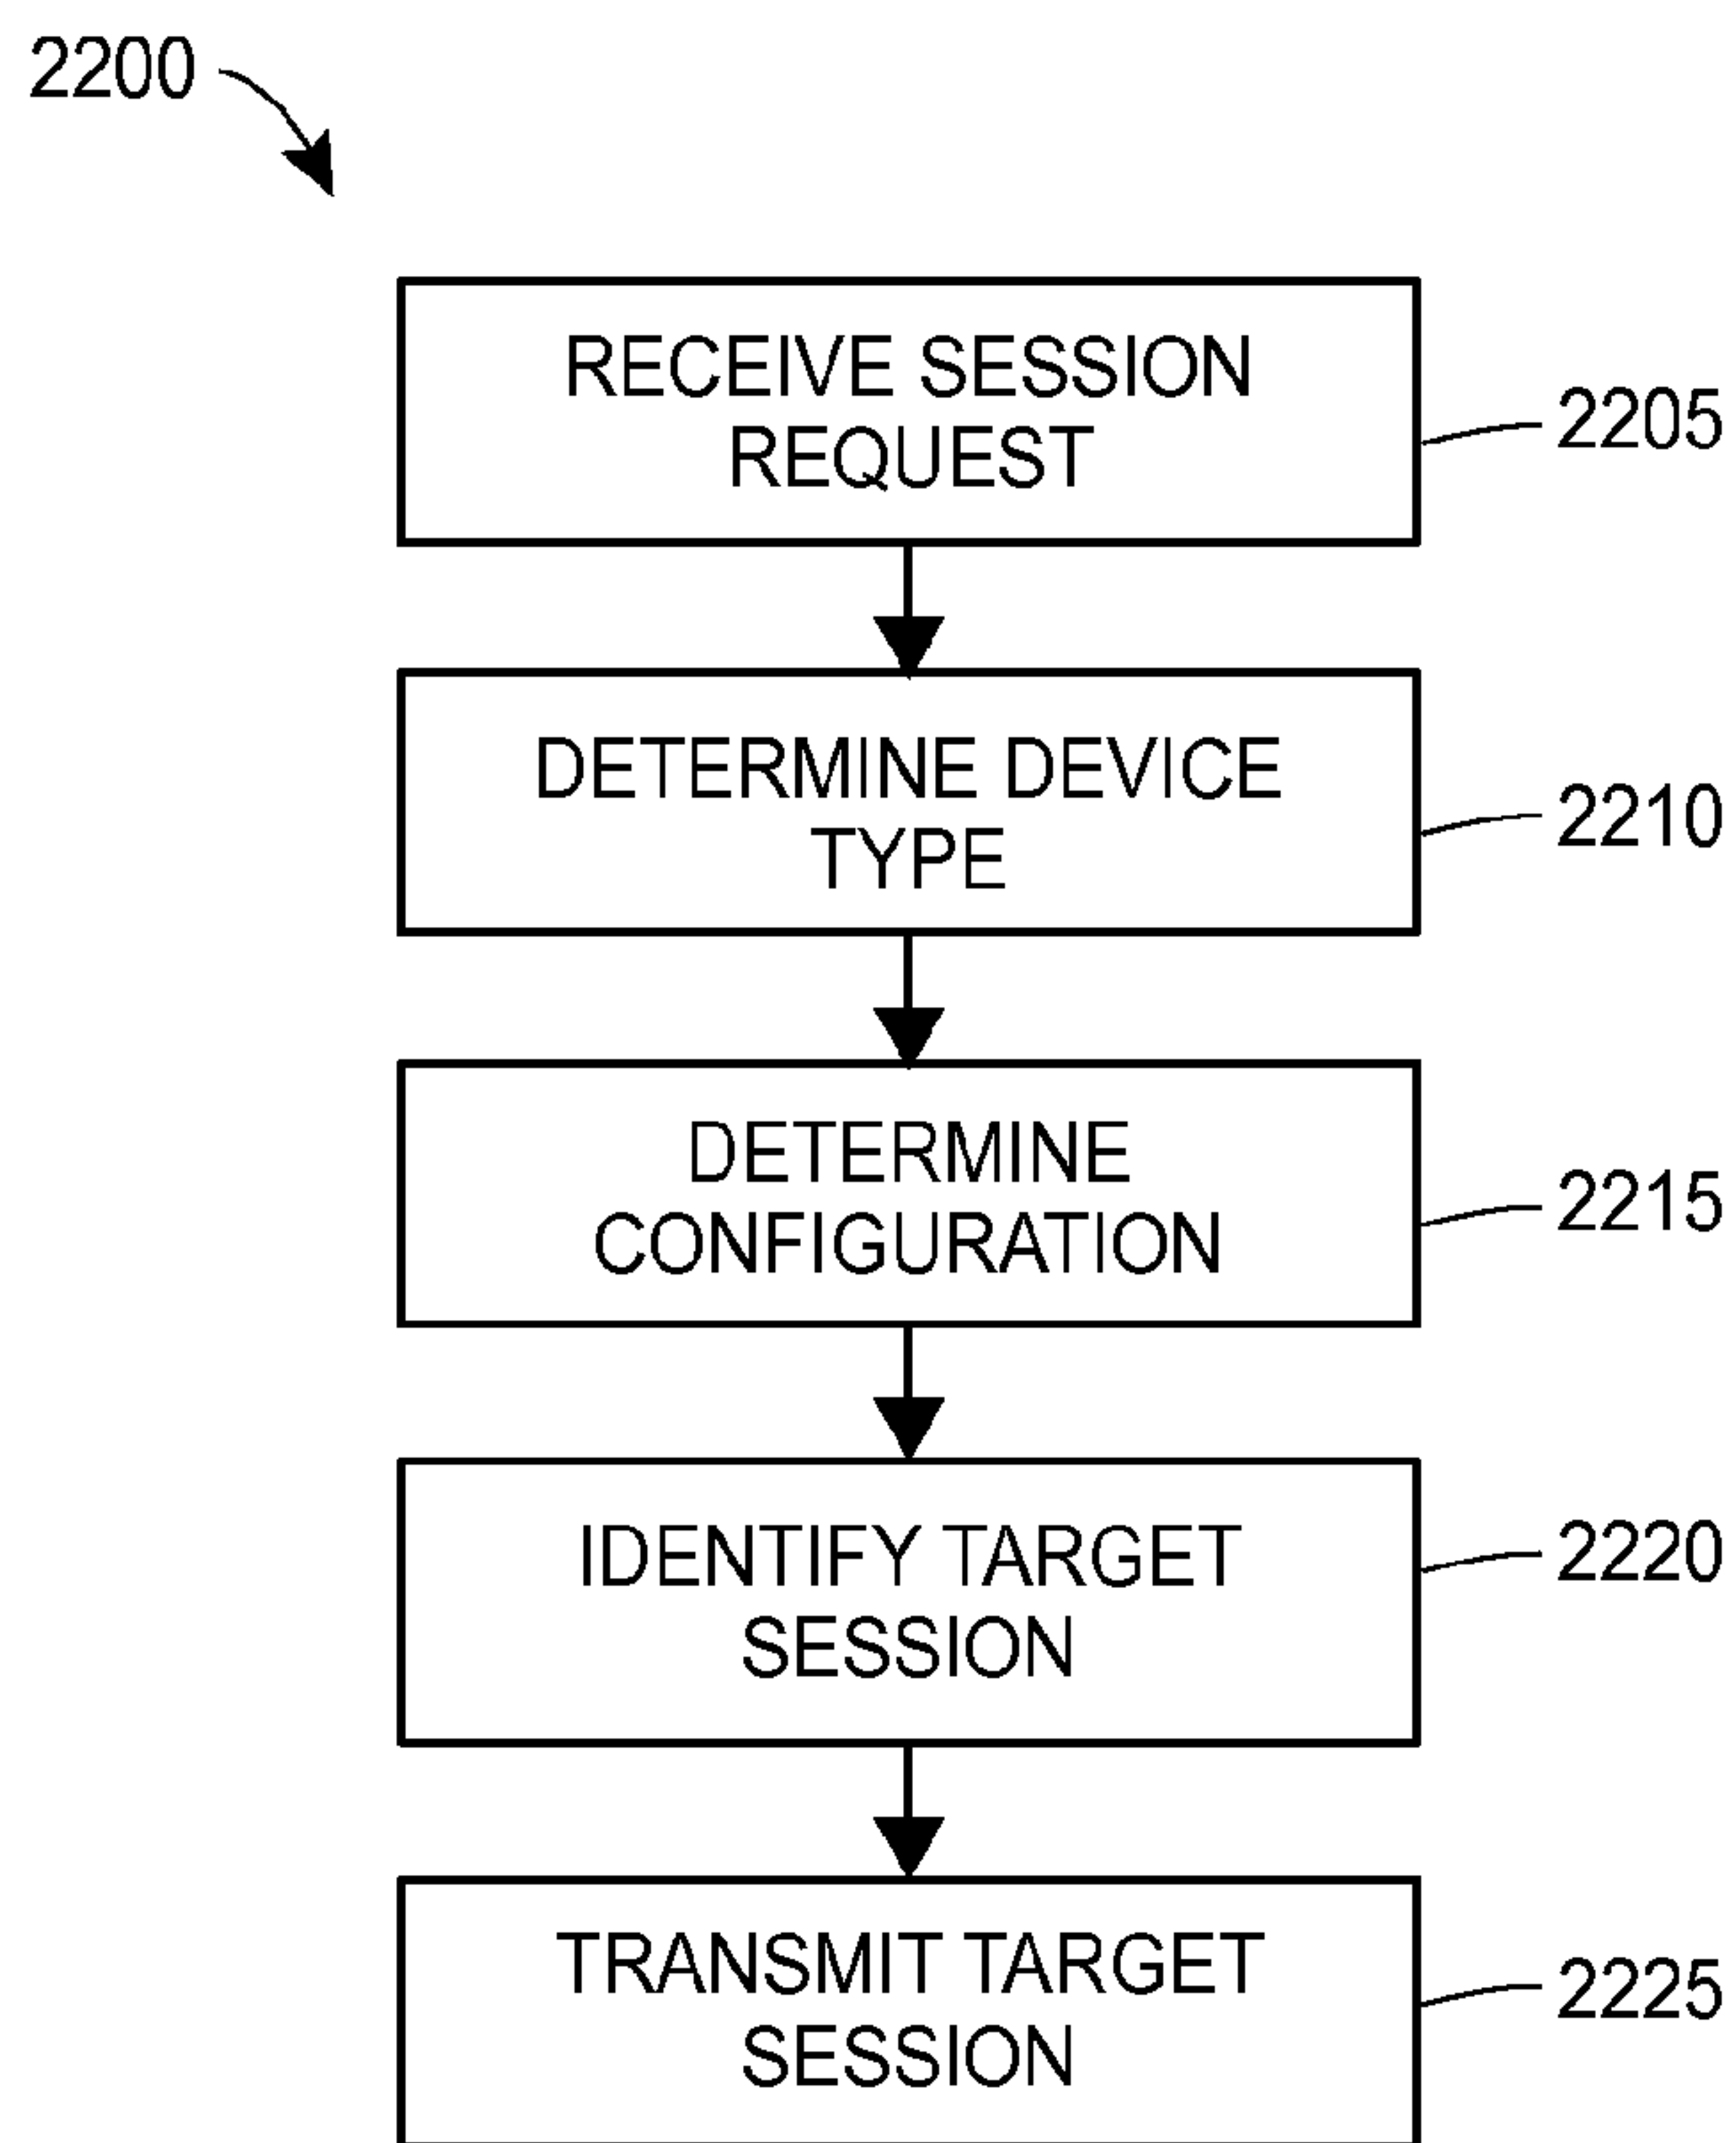 2200
RECEIVE SESSION
REQUEST
2205
DETERMINE DEVICE
TYPE
2210
DETERMINE
CONFIGURATION
2215
IDENTIFY TARGET
SESSION
2220
TRANSMIT TARGET
SESSION
2225